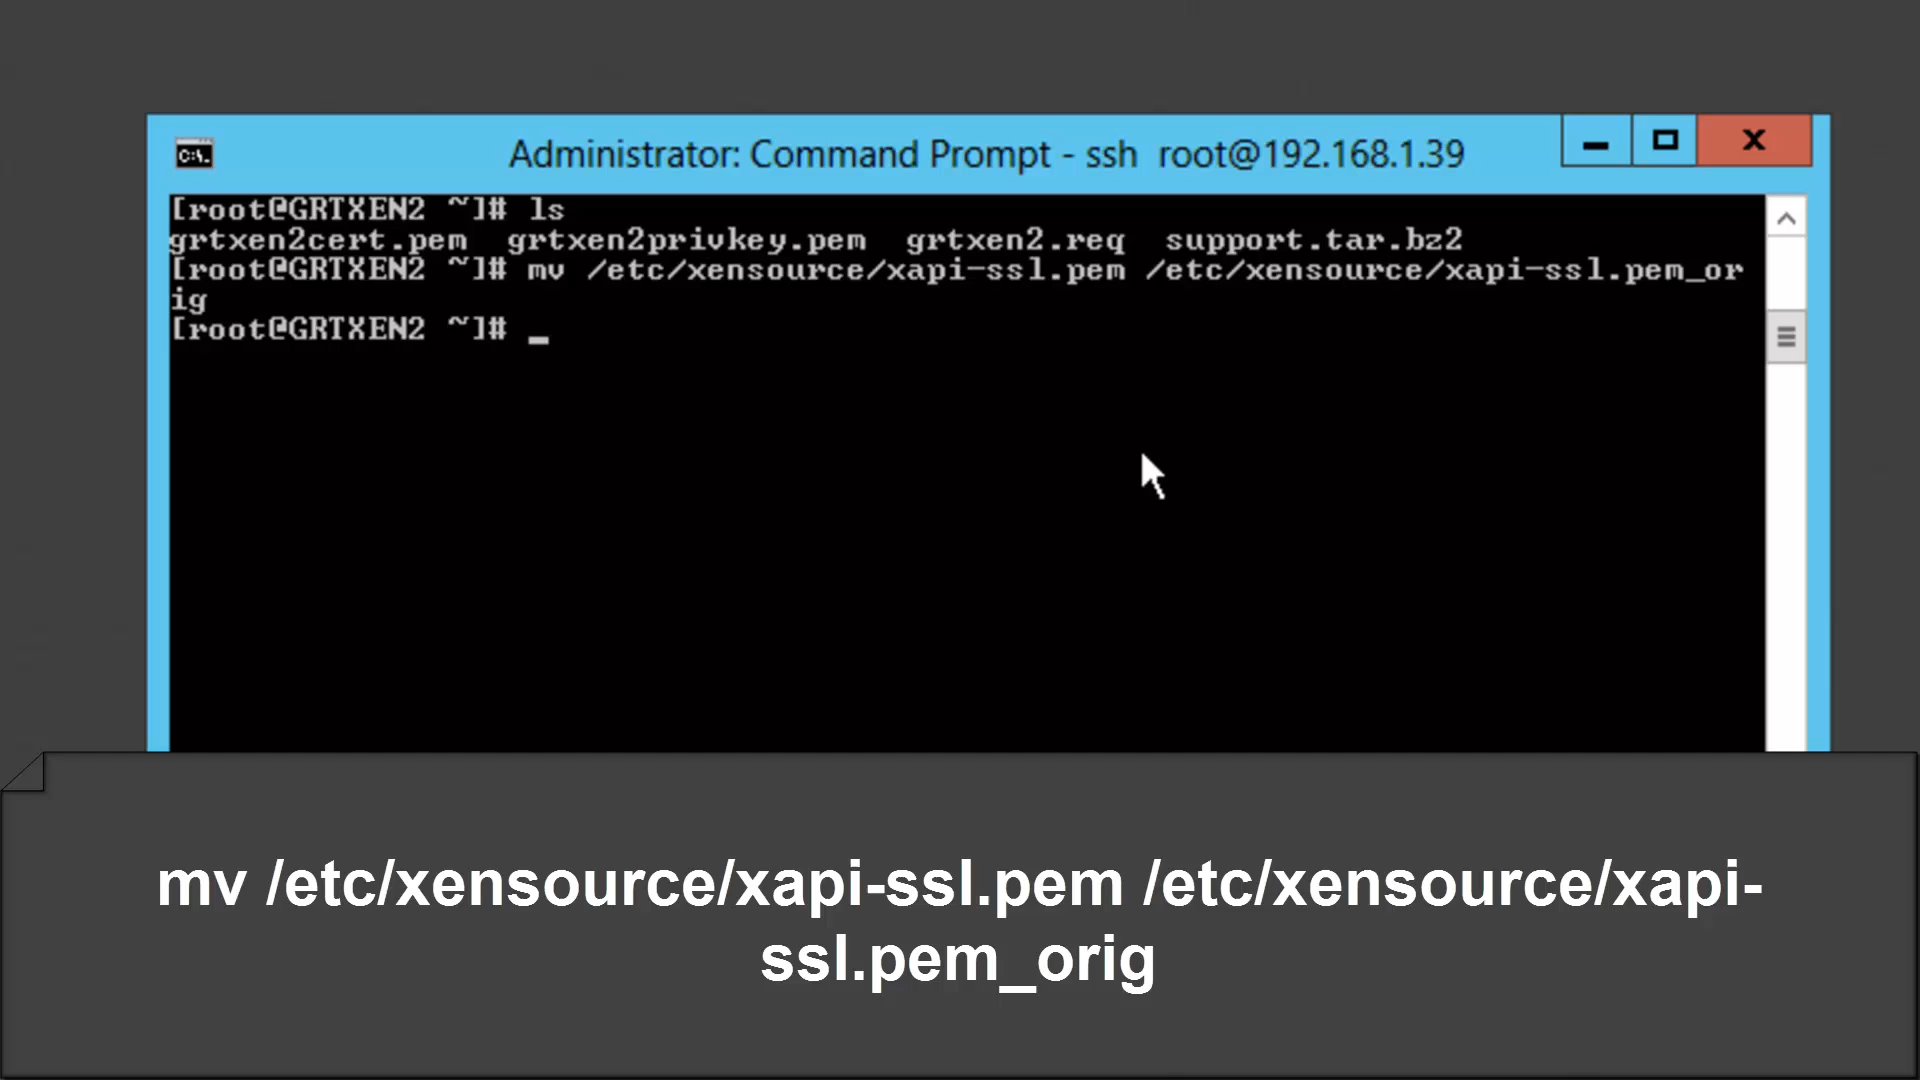 C:\.
Administrator: Command Prompt - ssh  root@192.168.1.39
[root@GRTXEN2 ~]# ls
grtxen2cert.pem  grtxen2privkey.pem  grtxen2.req  support.tar.bz2
[root@GRTXEN2 ~]# mv /etc/xensource/xapi-ssl.pem /etc/xensource/xapi-ssl.pem_or
ig
[root@GRTXEN2 ~]# _
mv /etc/xensource/xapi-ssl.pem /etc/xensource/xapi-
ssl.pem_orig